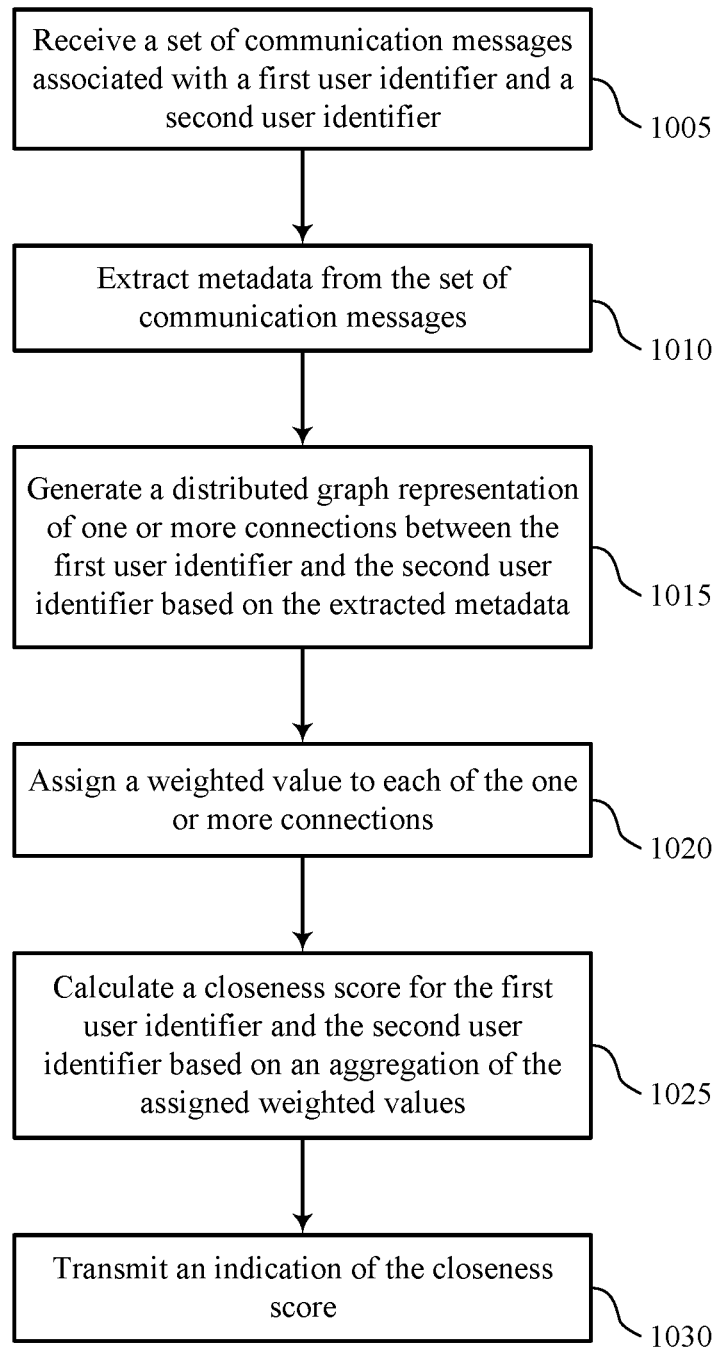 Receive a set of communication messages
associated with a first user identifier and a
second user identifier
1005
Extract metadata from the set of
communication messages
1010
Generate a distributed graph representation
of one or more connections between the
first user identifier and the second user
identifier based on the extracted metadata
1015
Assign a weighted value to each of the one
or more connections
1020
Calculate a closeness score for the first
user identifier and the second user
identifier based on an aggregation of the
assigned weighted values
1025
Transmit an indication of the closeness
score
1030